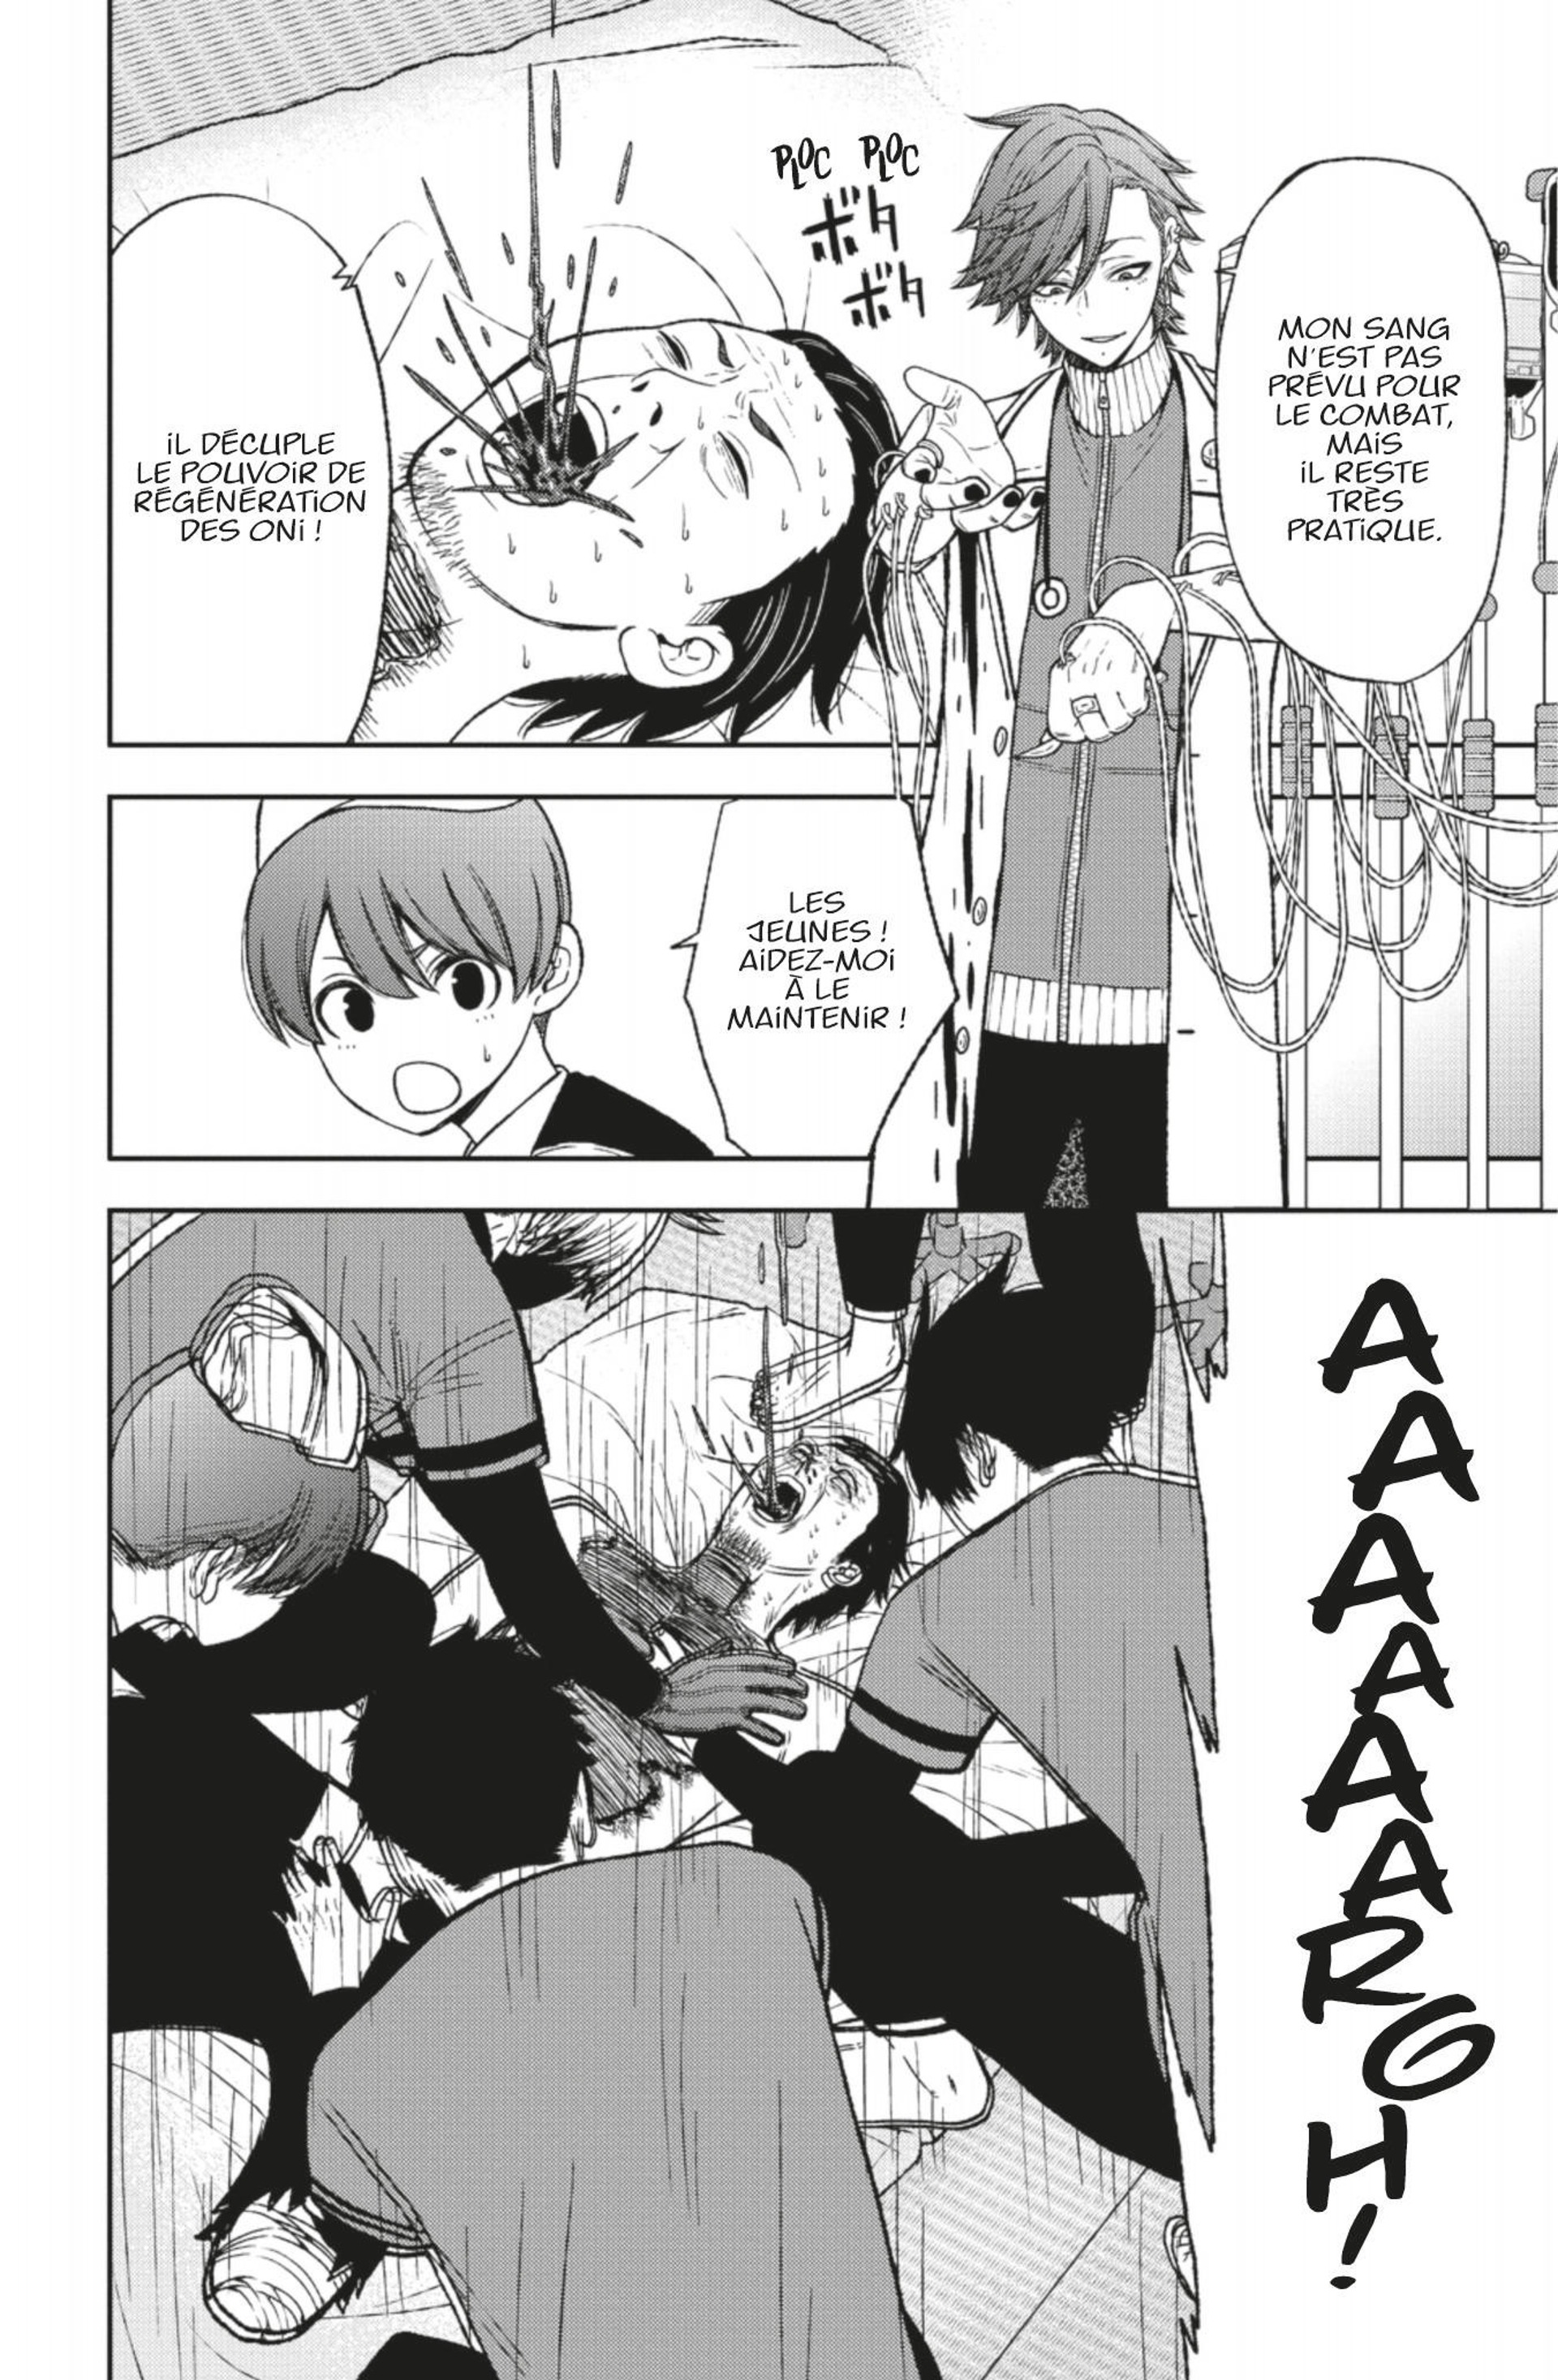 MON SANG
N'EST PAS
PRÉVU POUR
LE COMBAT,
MAiS
iL RESTE
TRÈS
PRATiQUE.
PLOC PLOC
ボタ
ボタ
iL DÉCUPLE
LE POUVOiR DE
RÉGÉNÉRATiON
DES ONi !
LES
JEUNES !
AiDEZ-MOi
À LE
MAiNTENiR !
AAAAAARGH!